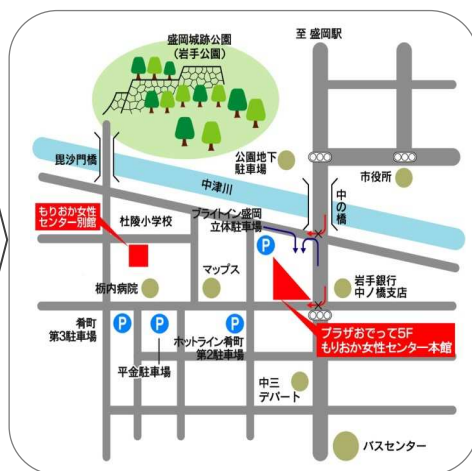 盛岡城跡公園
（岩手公園）
至 盛岡駅
毘沙門橋
公園地下
駐車場
市役所
中津川
中の橋
もりおか女性
センター別館
杜陵小学校
ブライトイン盛岡
立体駐車場
P
栃内病院
マップス
岩手銀行
中ノ橋支店
肴町
第3駐車場
P
P
平金駐車場
ホットライン肴町
第2駐車場
P
プラザおでって5F
もりおか女性センター本館
中三
デパート
バスセンター